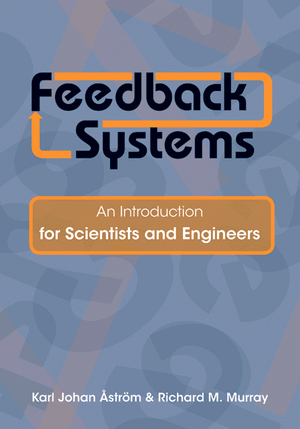 Feedback
Systems
An Introduction
for Scientists and Engineers
Karl Johan Åström & Richard M. Murray